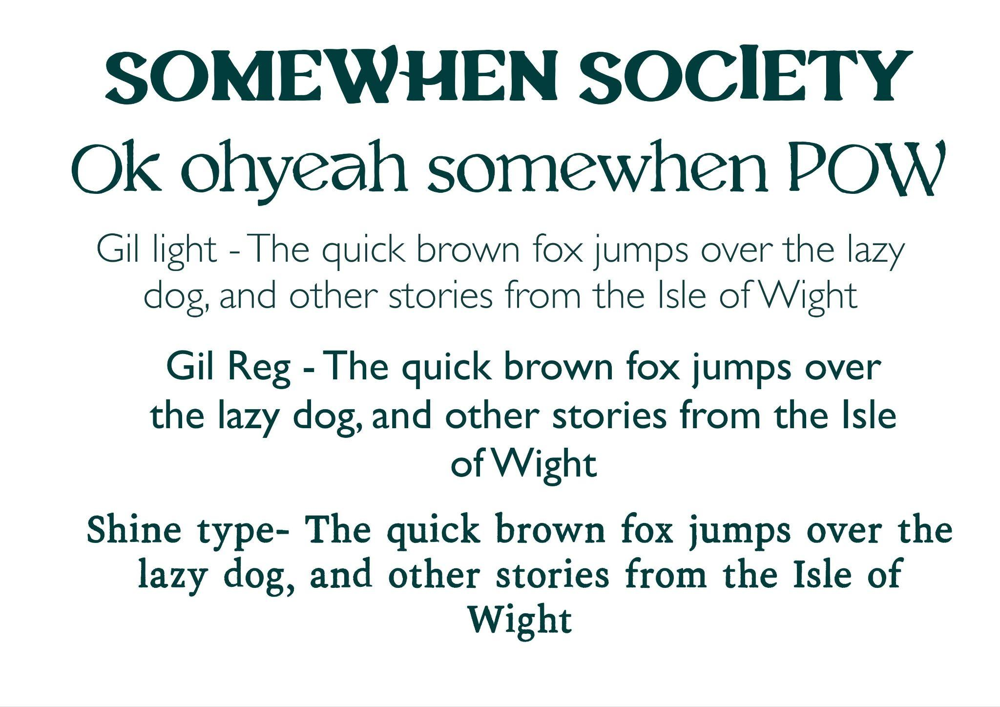 SOMEWHEN SOCIETY
Ok ohyeah somewhen POW
Gil light - The quick brown fox jumps over the lazy
dog, and other stories from the Isle of Wight
Gil Reg - The quick brown fox jumps over
the lazy dog, and other stories from the Isle
of Wight
Shine type- The quick brown fox jumps over the
lazy dog, and other stories from the Isle of
Wight